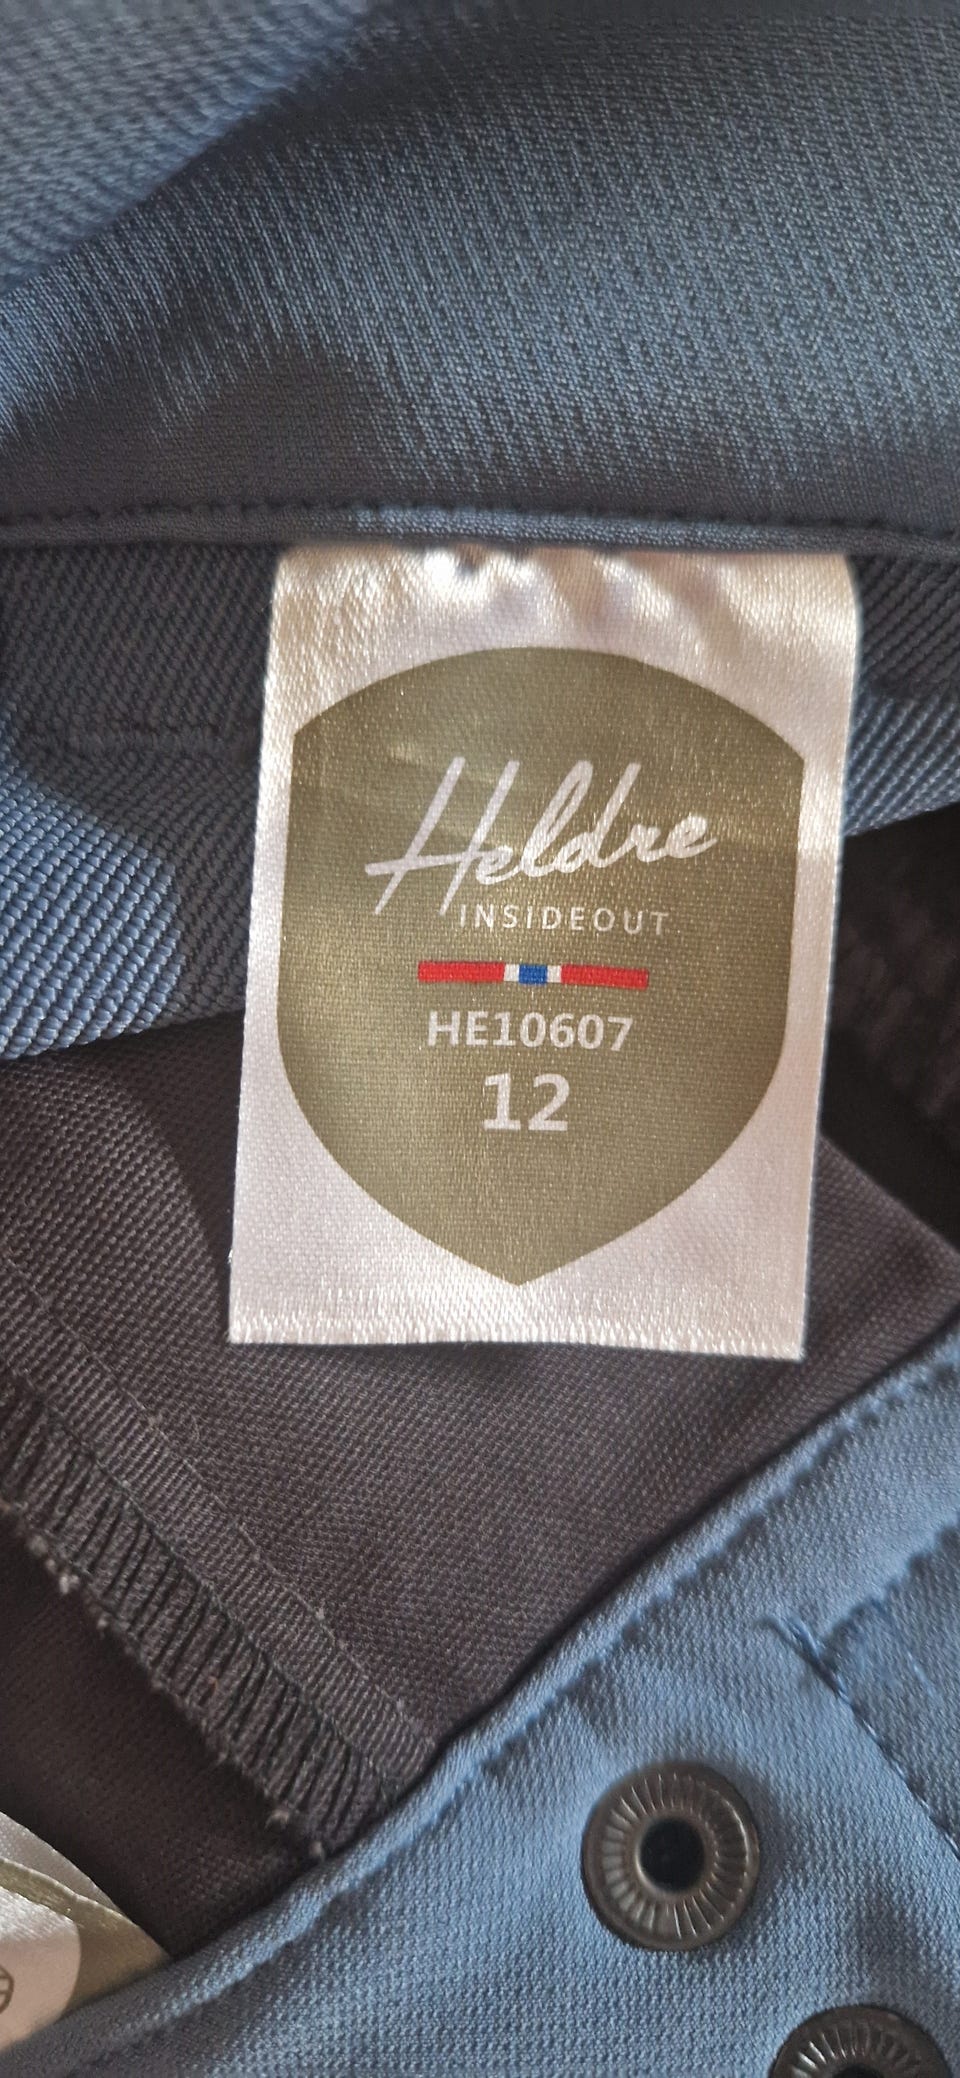 Heldre
INSIDEOUT
HE10607
12